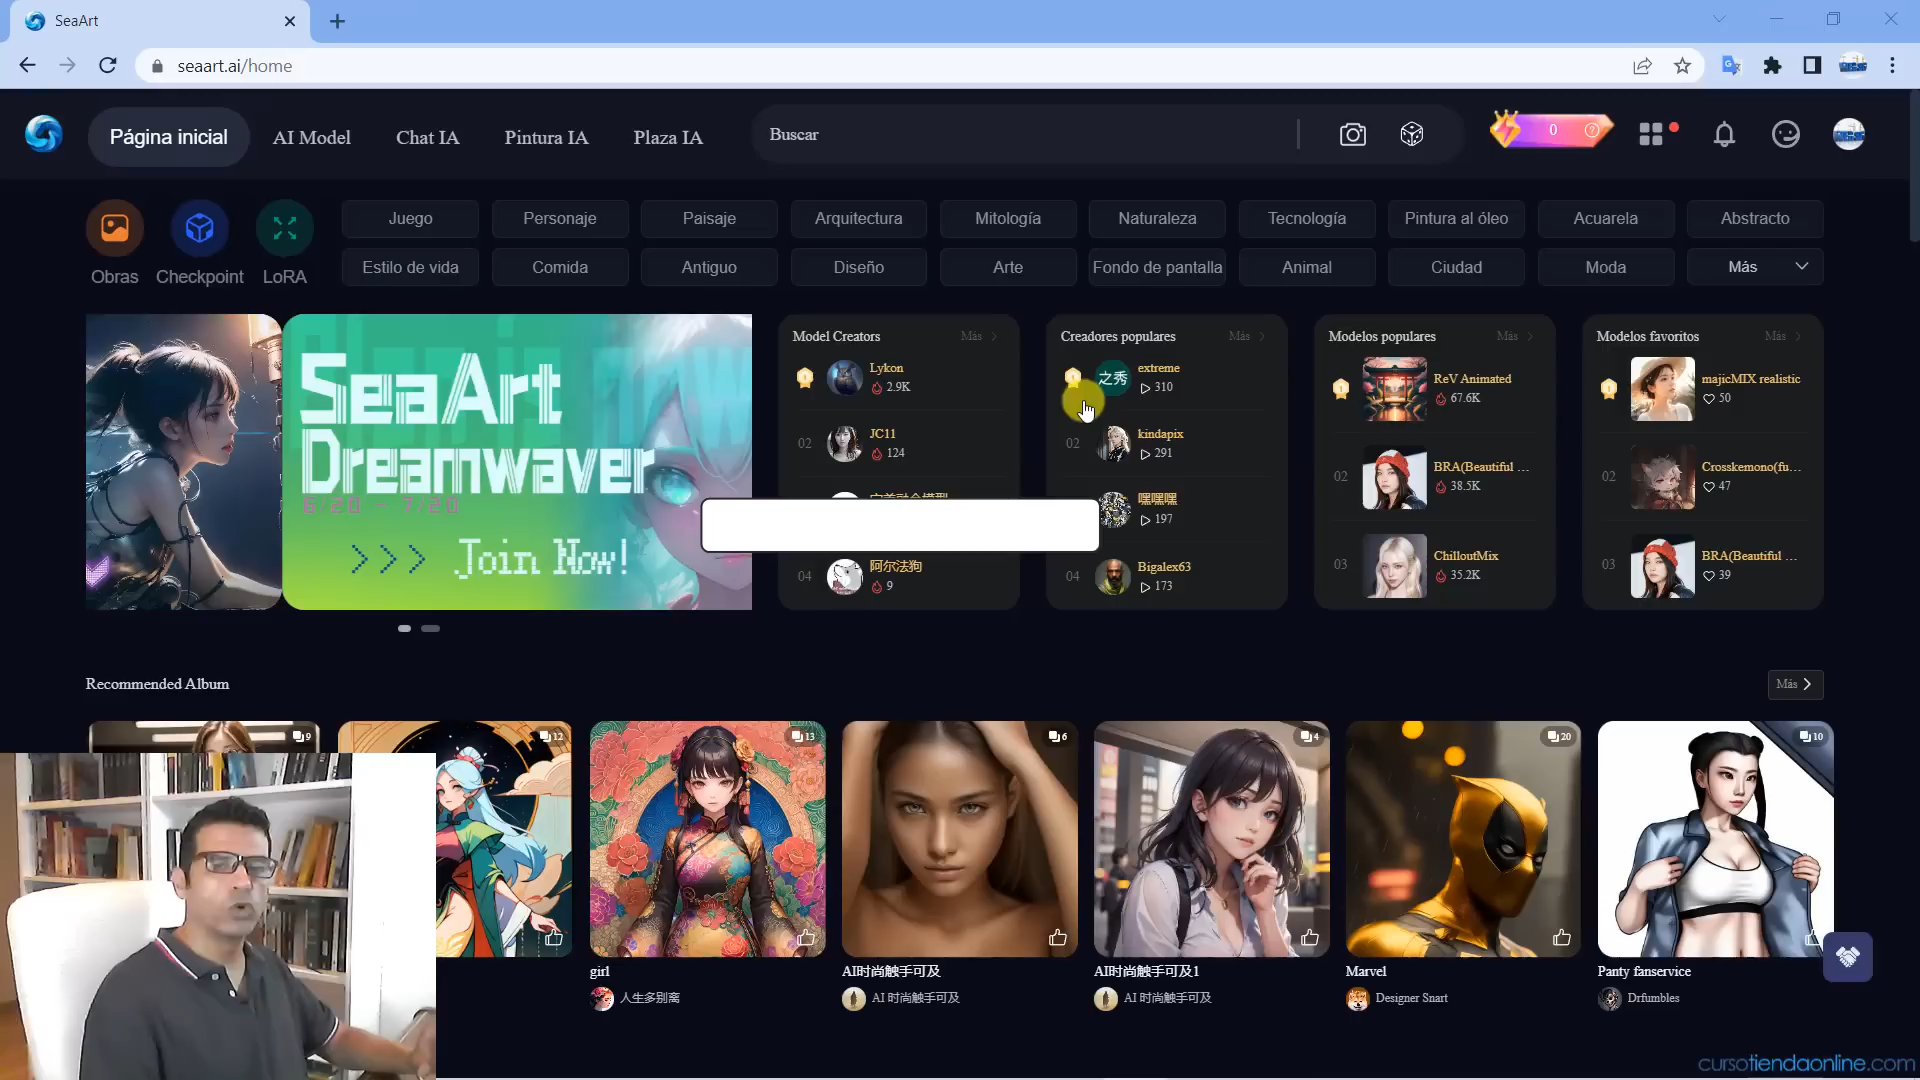 SeaArt
seaart.ai/home
Página inicial
AI Model
Chat IA
Pintura IA
Plaza IA
Buscar
0
Obras
Checkpoint
LoRA
Juego
Personaje
Paisaje
Arquitectura
Mitología
Naturaleza
Tecnología
Pintura al óleo
Acuarela
Abstracto
Estilo de vida
Comida
Antiguo
Diseño
Arte
Fondo de pantalla
Animal
Ciudad
Moda
Más
SeaArt
Dreamwaver
6/20 - 7/20
>>> Join Now!
Model Creators
Más
Lykon
2.9K
02
JC11
124
04
阿尔法狗
9
Creadores populares
Más
之秀
extreme
310
02
kindapix
291
嘿嘿嘿
197
04
Bigalex63
173
Modelos populares
Más
1
ReV Animated
67.6K
02
BRA(Beautiful ...
38.5K
03
ChilloutMix
35.2K
Modelos favoritos
Más
1
majicMIX realistic
50
02
Crosskemono(fu...
47
03
BRA(Beautiful ...
39
Recommended Album
Más
9
12
13
6
4
20
10
girl
人生多别离
AI时尚触手可及
AI 时尚触手可及
AI时尚触手可及1
AI 时尚触手可及
Marvel
Designer Snart
Panty fanservice
Drfumbles
cursotiendaonline.com